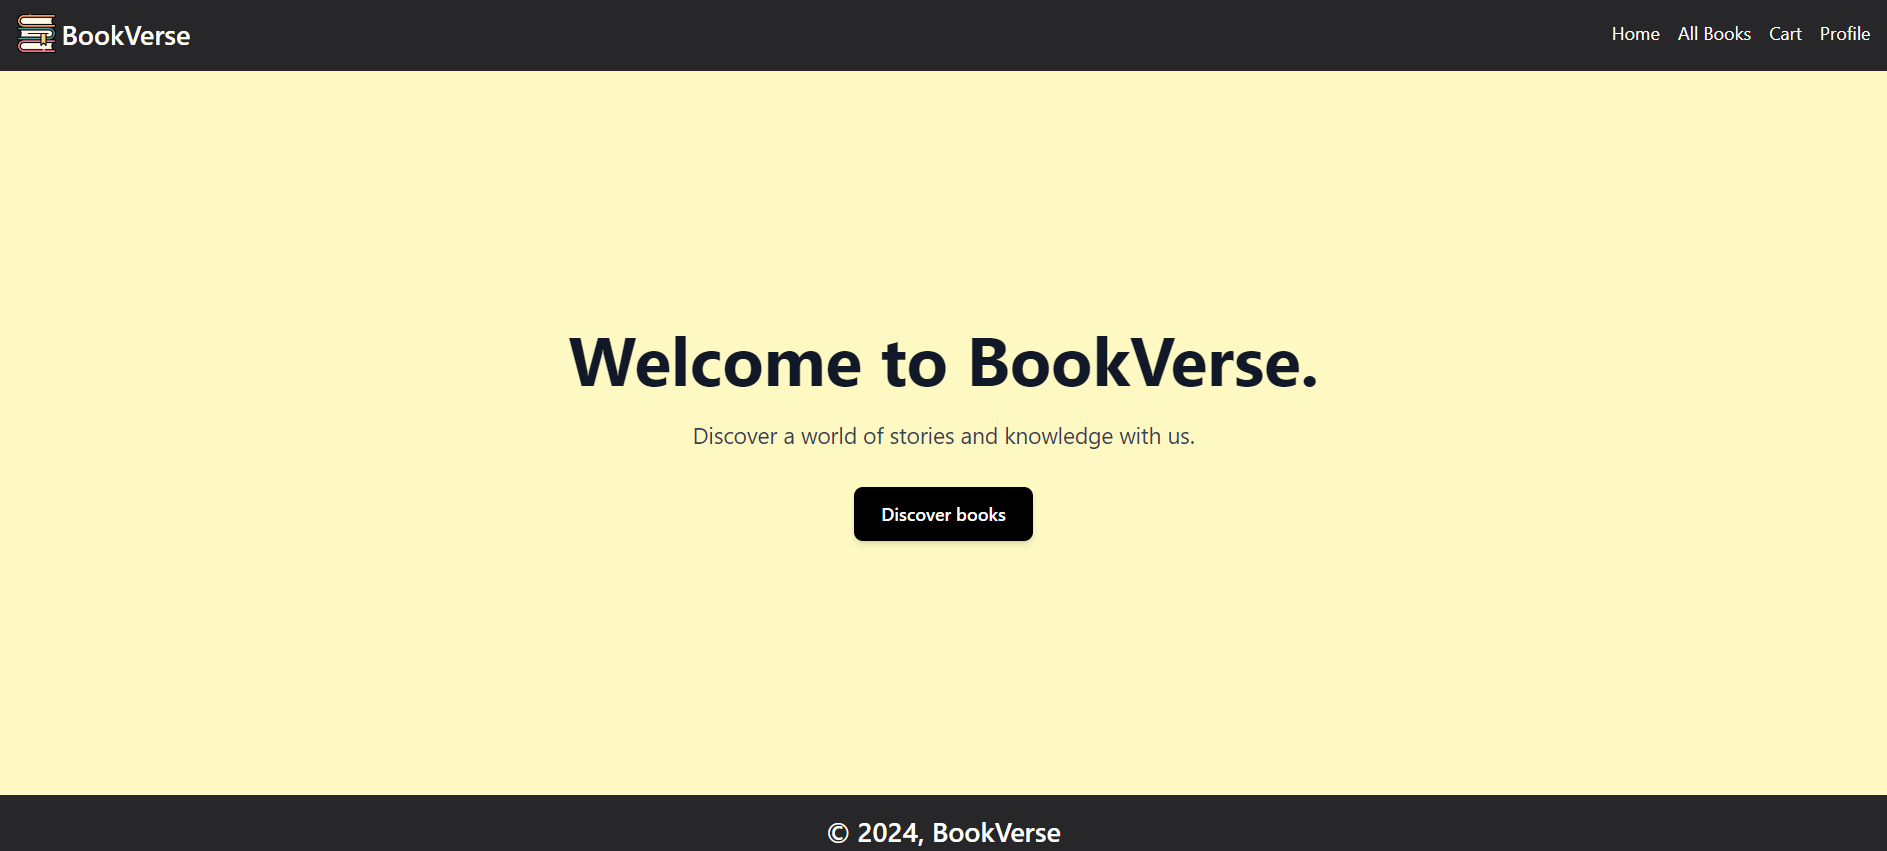 BookVerse
Home All Books Cart Profile
Welcome to BookVerse.
Discover a world of stories and knowledge with us.
Discover books
© 2024, BookVerse